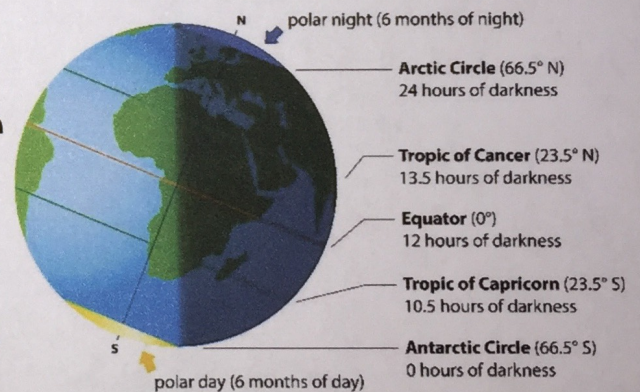 N
polar night (6 months of night)
Arctic Circle (66.5° N)
24 hours of darkness
Tropic of Cancer (23.5° N)
13.5 hours of darkness
Equator (0°)
12 hours of darkness
Tropic of Capricorn (23.5° S)
10.5 hours of darkness
Antarctic Circle (66.5° S)
0 hours of darkness
S
polar day (6 months of day)